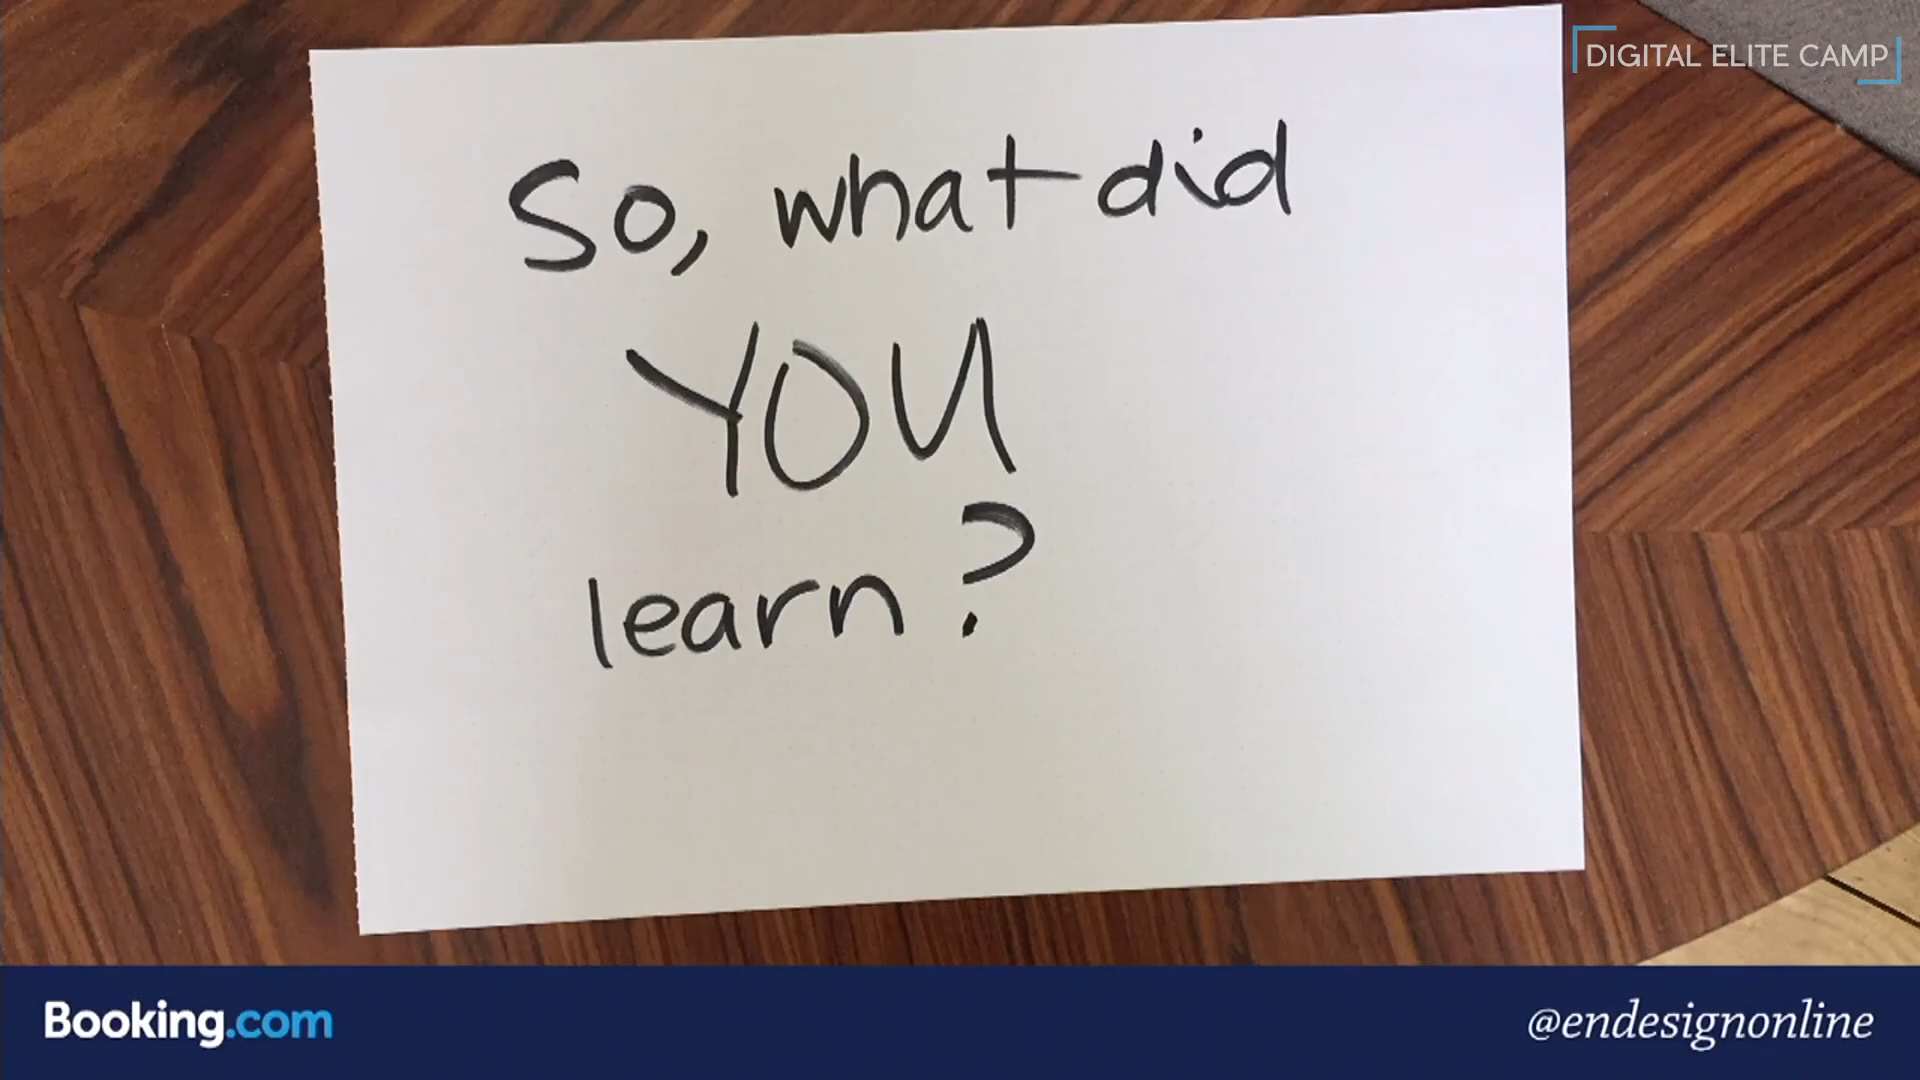 DIGITAL ELITE CAMP
So, what did
YOU
learn?
Booking.com
@endesignonline